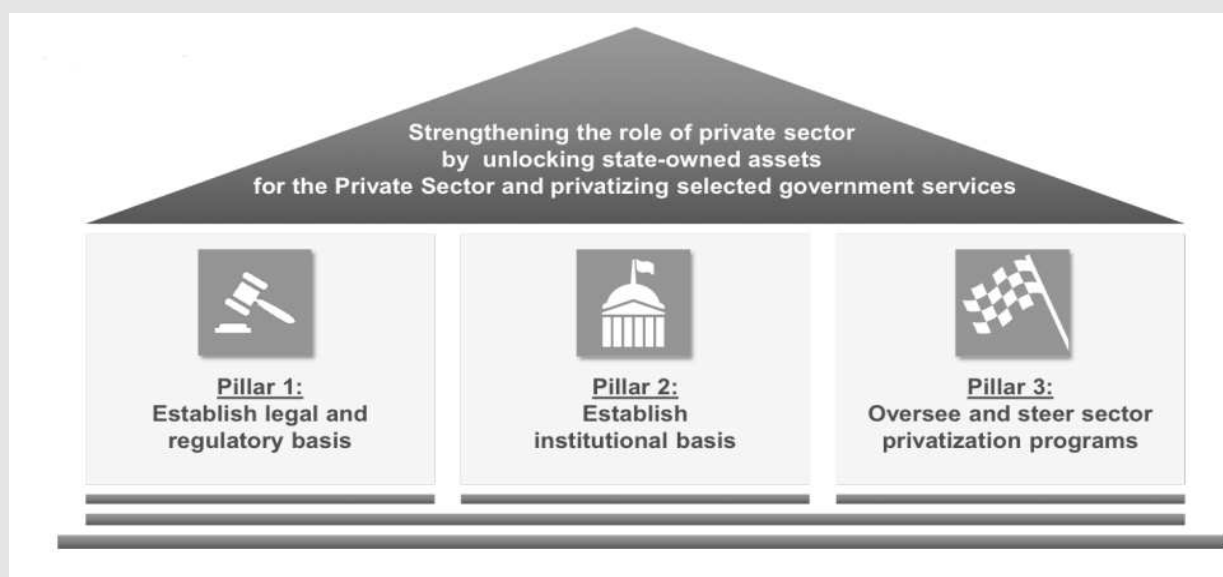 Strengthening the role of private sector
by unlocking state-owned assets
for the Private Sector and privatizing selected government services
Pillar 1:
Establish legal and
regulatory basis
Pillar 2:
Establish
institutional basis
Pillar 3:
Oversee and steer sector
privatization programs